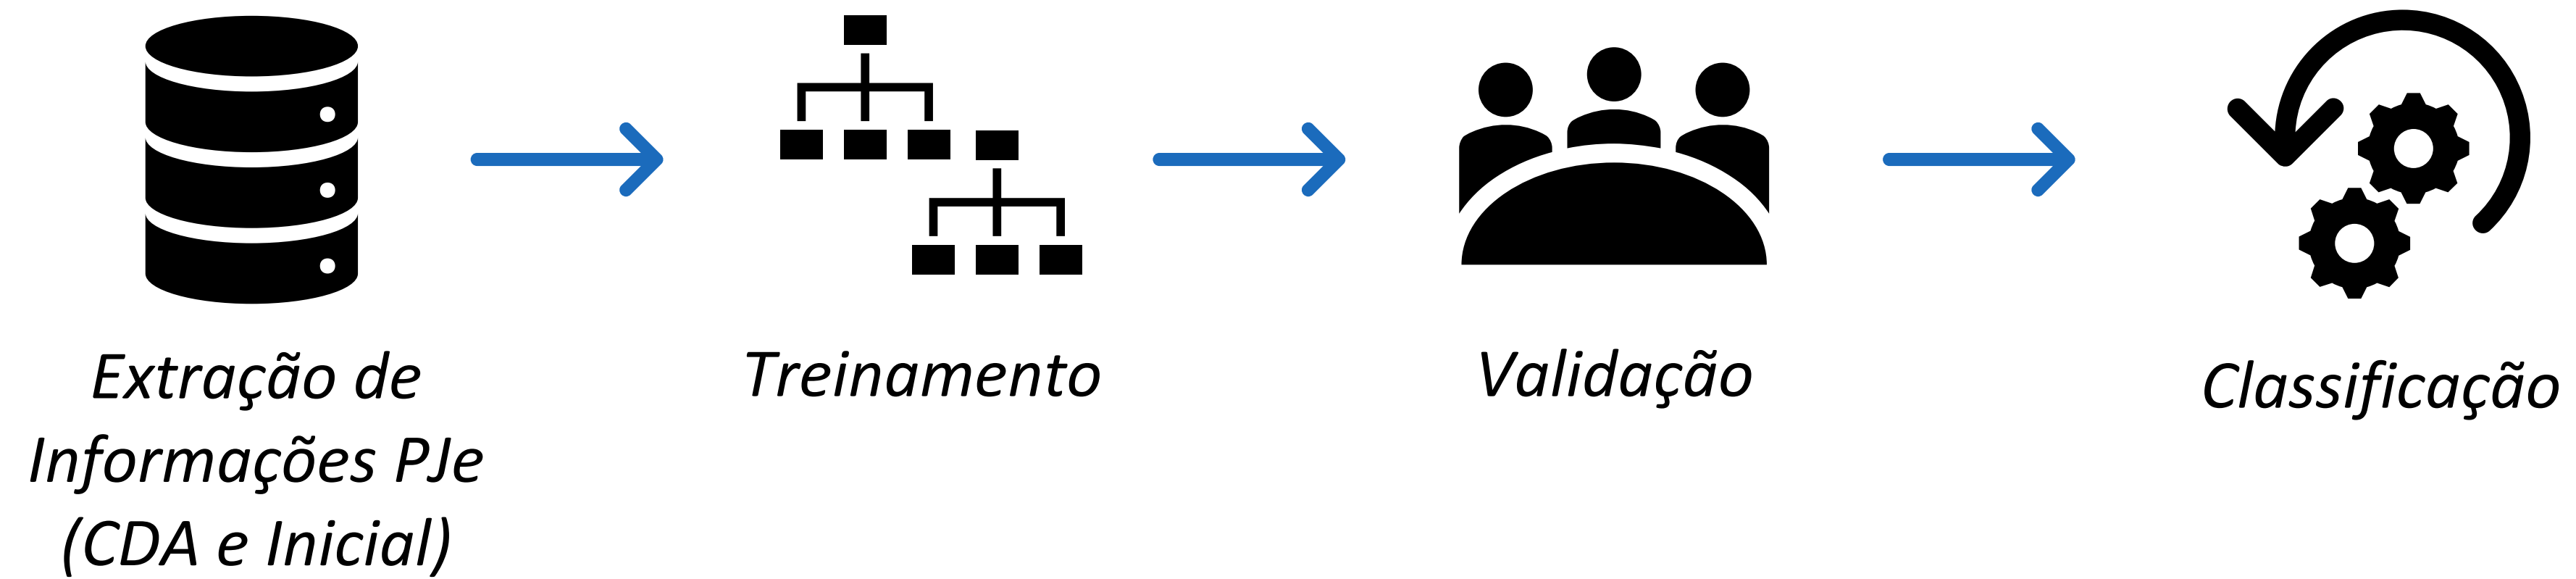 Extração de
Informações PJe
(CDA e Inicial)
Treinamento
Validação
Classificação